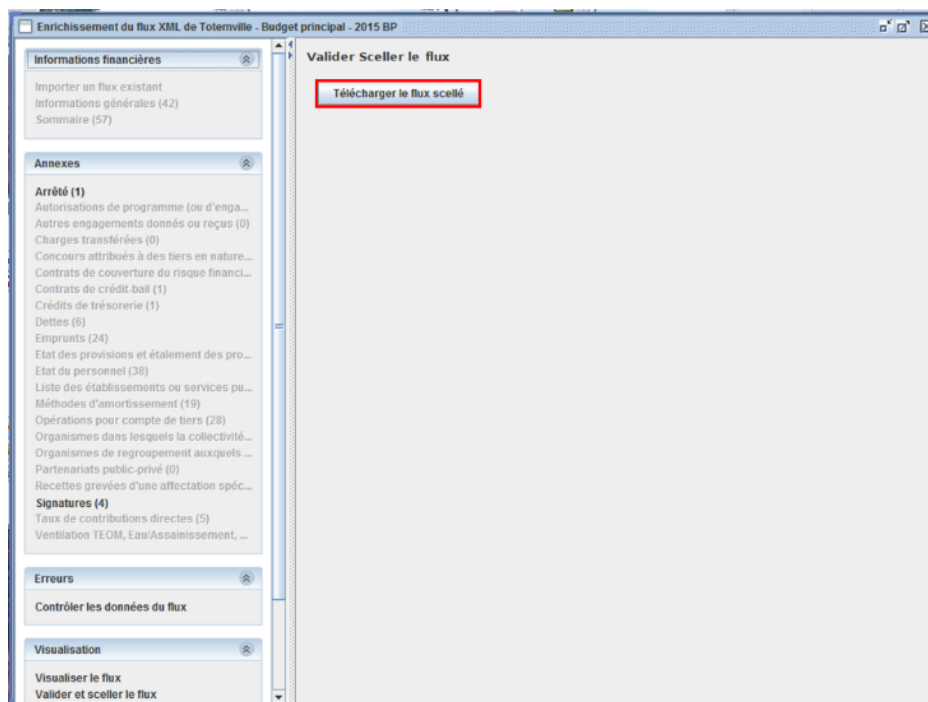 Enrichissement du flux XML de Totemville - Budget principal - 2015 BP
Informations financières
Importer un flux existant
Informations générales (42)
Sommaire (57)
Annexes
Arrêté (1)
Autorisations de programme (ou d'enga...
Autres engagements donnés ou reçus (0)
Charges transférées (0)
Concours attribués à des tiers en nature...
Contrats de couverture du risque financi...
Contrats de crédit-bail (1)
Crédits de trésorerie (1)
Dettes (6)
Emprunts (24)
Etat des provisions et étalement des pro...
Etat du personnel (38)
Liste des établissements ou services pu...
Méthodes d'amortissement (19)
Opérations pour compte de tiers (28)
Organismes dans lesquels la collectivité...
Organismes de regroupement auxquels ...
Partenariats public-privé (0)
Recettes grevées d'une affectation spéc...
Signatures (4)
Taux de contributions directes (5)
Ventilation TEOM, Eau/Assainissement, ...
Erreurs
Contrôler les données du flux
Visualisation
Visualiser le flux
Valider et sceller le flux
Valider Sceller le flux
Télécharger le flux scellé